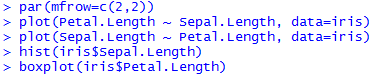 > par(mfrow=c(2,2))
> plot(Petal.Length ~ Sepal.Length, data=iris)
> plot(Sepal.Length ~ Petal.Length, data=iris)
> hist(iris$Sepal.Length)
> boxplot(iris$Petal.Length)